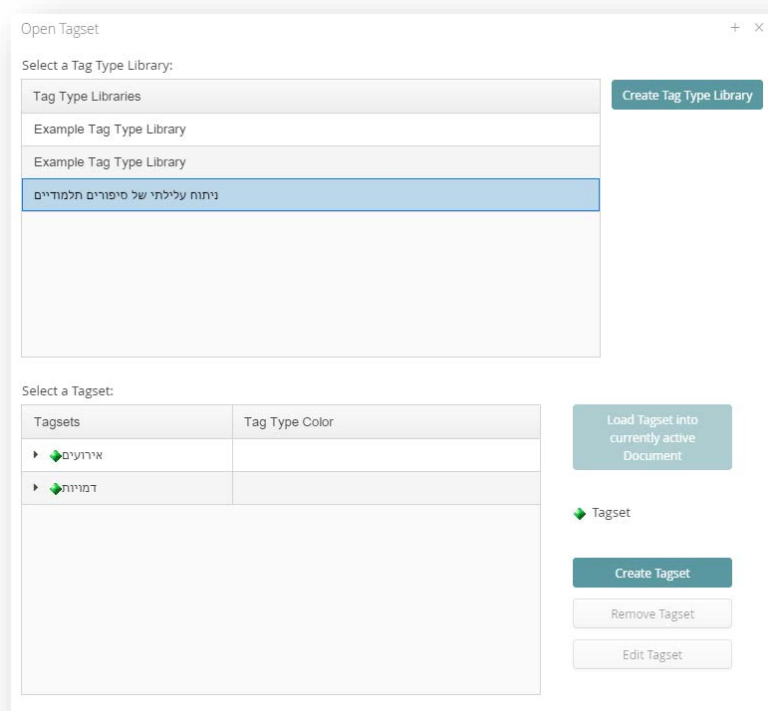 Open Tagset
Select a Tag Type Library:
Tag Type Libraries
Create Tag Type Library
Example Tag Type Library
Example Tag Type Library
ניתוח עלילתי של סיפורים תלמודיים
Select a Tagset:
Tagsets
Tag Type Color
אירועים
דמויות
Load Tagset into
currently active
Document
Tagset
Create Tagset
Remove Tagset
Edit Tagset